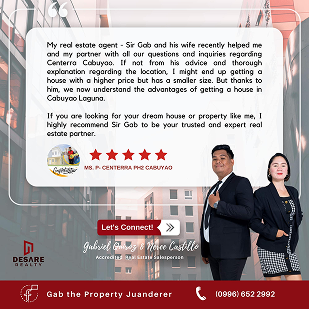 My real estate agent - Sir Gab and his wife recently helped me
and my partner with all our questions and inquiries regarding
Centerra Cabuyao. If not from his advice and thorough
explanation regarding the location, I might end up getting a
house with a higher price but has a smaller size. But thanks to
him, we now understand the advantages of getting a house in
Cabuyao Laguna.
If you are looking for your dream house or property like me, I
highly recommend Sir Gab to be your trusted and expert real
estate partner.
MS. P- CENTERRA PH2 CABUYAO
Let's Connect!
Gabriel & Neree Castillo
Accredited Real Estate Salesperson
DESARE
REALTY
Gab the Property Juanderer
(0996) 652 2992